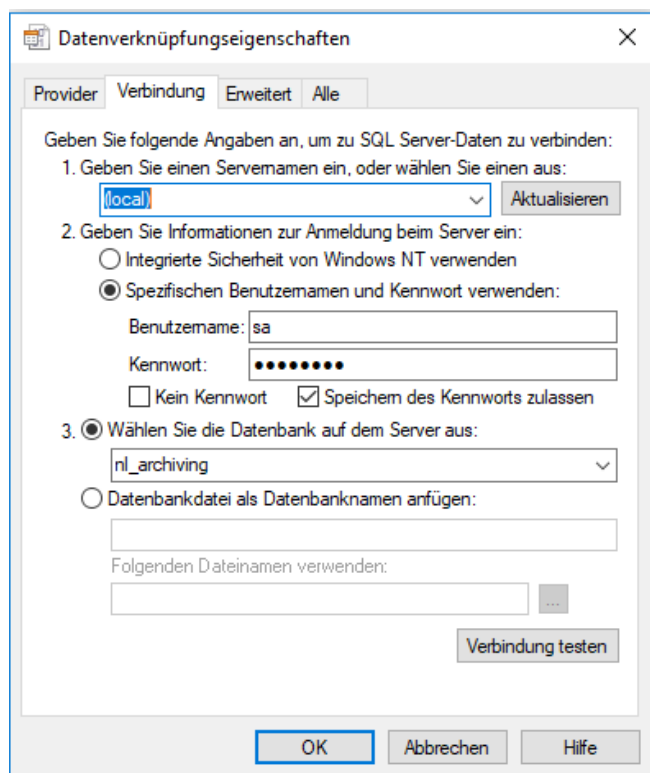 Datenverknüpfungseigenschaften
Provider Verbindung Erweitert Alle
Geben Sie folgende Angaben an, um zu SQL Server-Daten zu verbinden:
1. Geben Sie einen Servernamen ein, oder wählen Sie einen aus:
(local) Aktualisieren
2. Geben Sie Informationen zur Anmeldung beim Server ein:
Integrierte Sicherheit von Windows NT verwenden
Spezifischen Benutzernamen und Kennwort verwenden:
Benutzername: sa
Kennwort: ●●●●●●●●
Kein Kennwort Speichern des Kennworts zulassen
3. Wählen Sie die Datenbank auf dem Server aus:
nl_archiving
Datenbankdatei als Datenbanknamen anfügen:
Folgenden Dateinamen verwenden:
...
Verbindung testen
OK Abbrechen Hilfe